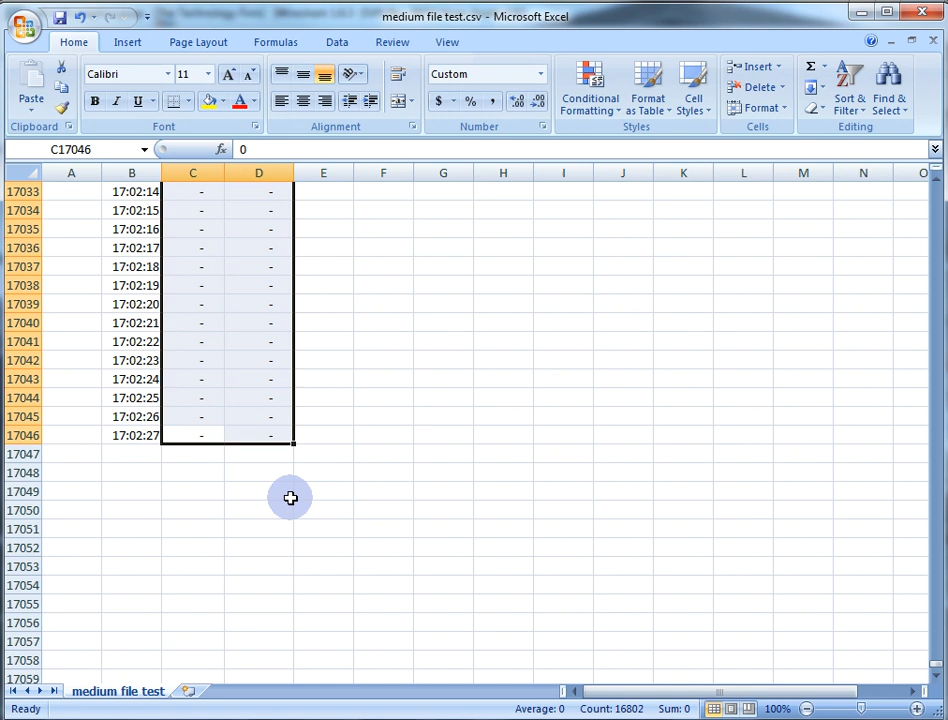 medium file test.csv - Microsoft Excel
Home Insert Page Layout Formulas Data Review View
Paste
Calibri 11
B I U A
Custom
$ % ,
Conditional Formatting
Format as Table
Cell Styles
Insert
Delete
Format
Σ
Sort & Filter
Find & Select
Clipboard Font Alignment Number Styles Cells Editing
C17046 fx 0
A B C D E F G H I J K L M N O
17033 17:02:14 - -
17034 17:02:15 - -
17035 17:02:16 - -
17036 17:02:17 - -
17037 17:02:18 - -
17038 17:02:19 - -
17039 17:02:20 - -
17040 17:02:21 - -
17041 17:02:22 - -
17042 17:02:23 - -
17043 17:02:24 - -
17044 17:02:25 - -
17045 17:02:26 - -
17046 17:02:27 - -
17047
17048
17049
17050
17051
17052
17053
17054
17055
17056
17057
17058
17059
medium file test
Ready Average: 0 Count: 16802 Sum: 0 100%